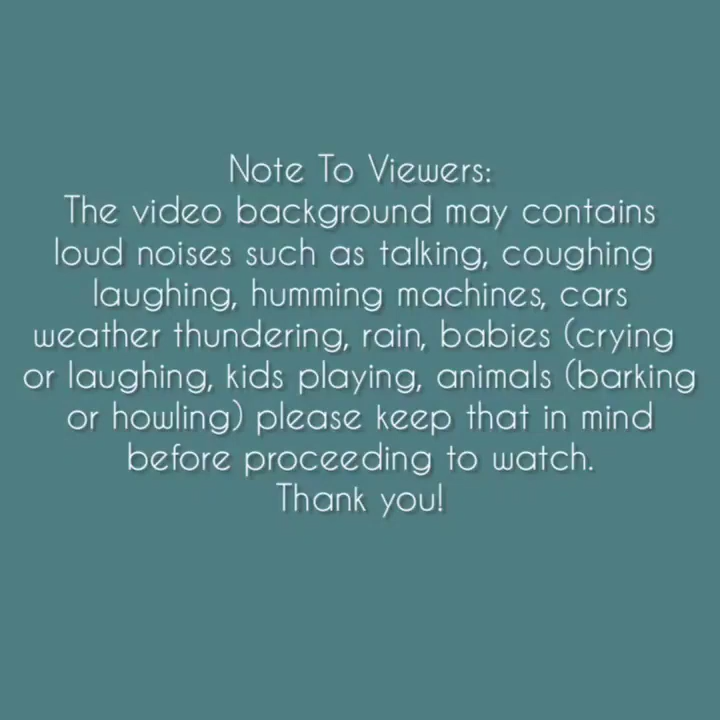 Note To Viewers:
The video background may contains
loud noises such as talking, coughing
laughing, humming machines, cars
weather thundering, rain, babies (crying
or laughing, kids playing, animals (barking
or howling) please keep that in mind
before proceeding to watch.
Thank you!